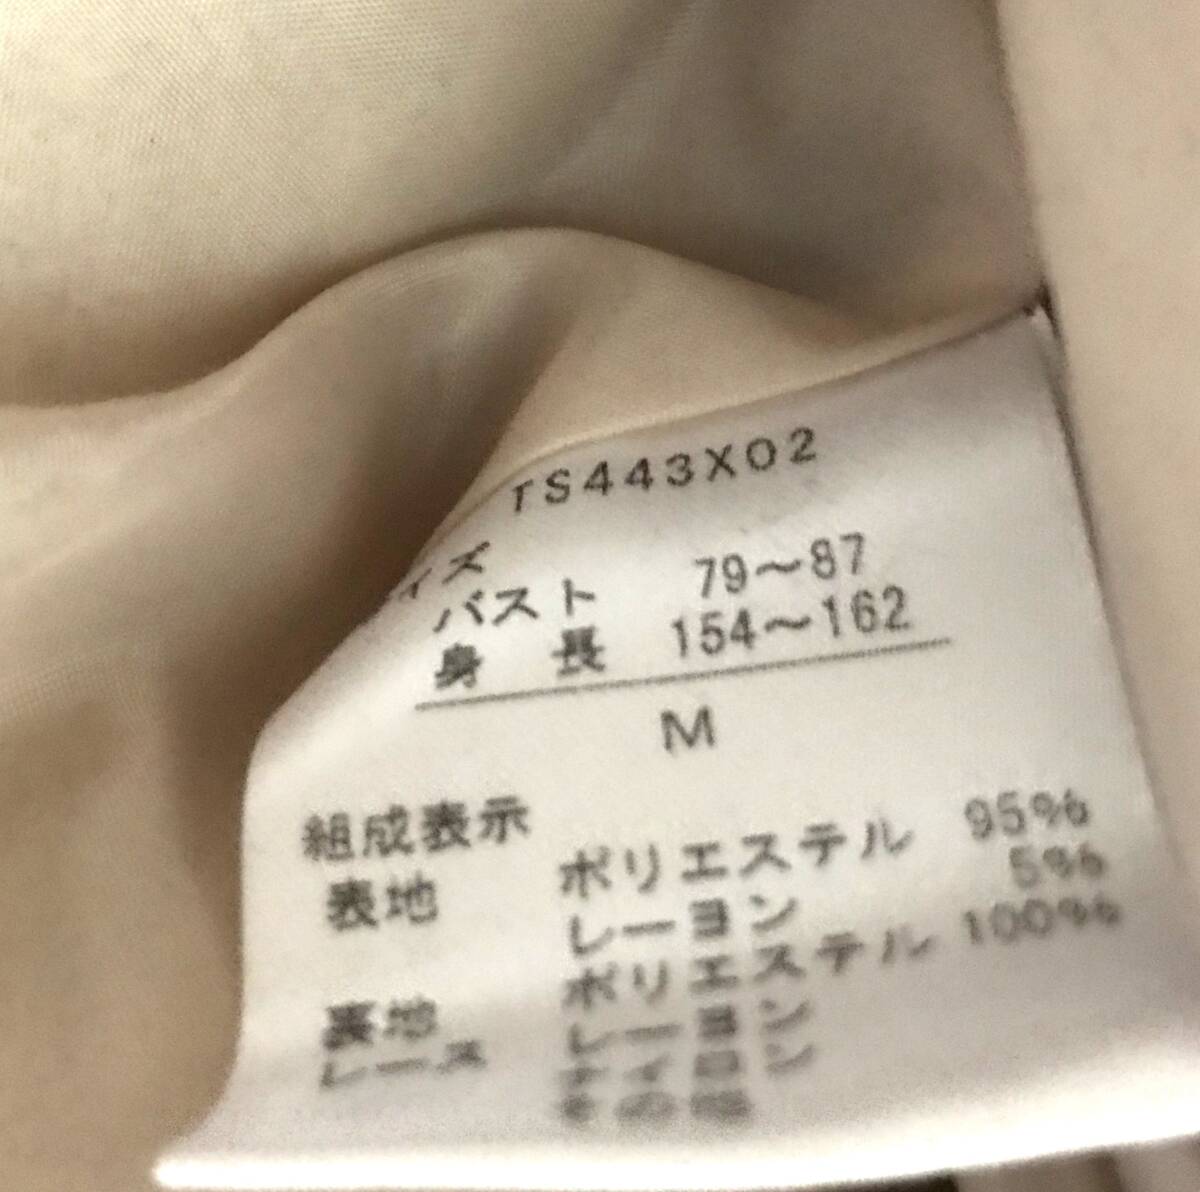 TS443X02
ィズ
バスト 79〜87
身 長 154〜162
M
組成表示
表地 ポリエステル 95%
レーヨン 5%
裏地 ポリエステル 100%
レース レーヨン
ナイロン
その他